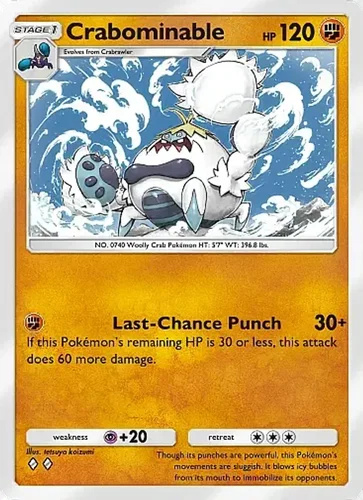 STAGE 1
Crabominable
HP 120
Evolves from Crabrawler
NO. 0740 Woolly Crab Pokémon HT: 5'7" WT: 396.8 lbs.
Last-Chance Punch 30+
If this Pokémon's remaining HP is 30 or less, this attack
does 60 more damage.
weakness +20 retreat
Illus. tetsuya koizumi
Though its punches are powerful, this Pokémon's
movements are sluggish. It blows icy bubbles
from its mouth to immobilize its opponents.